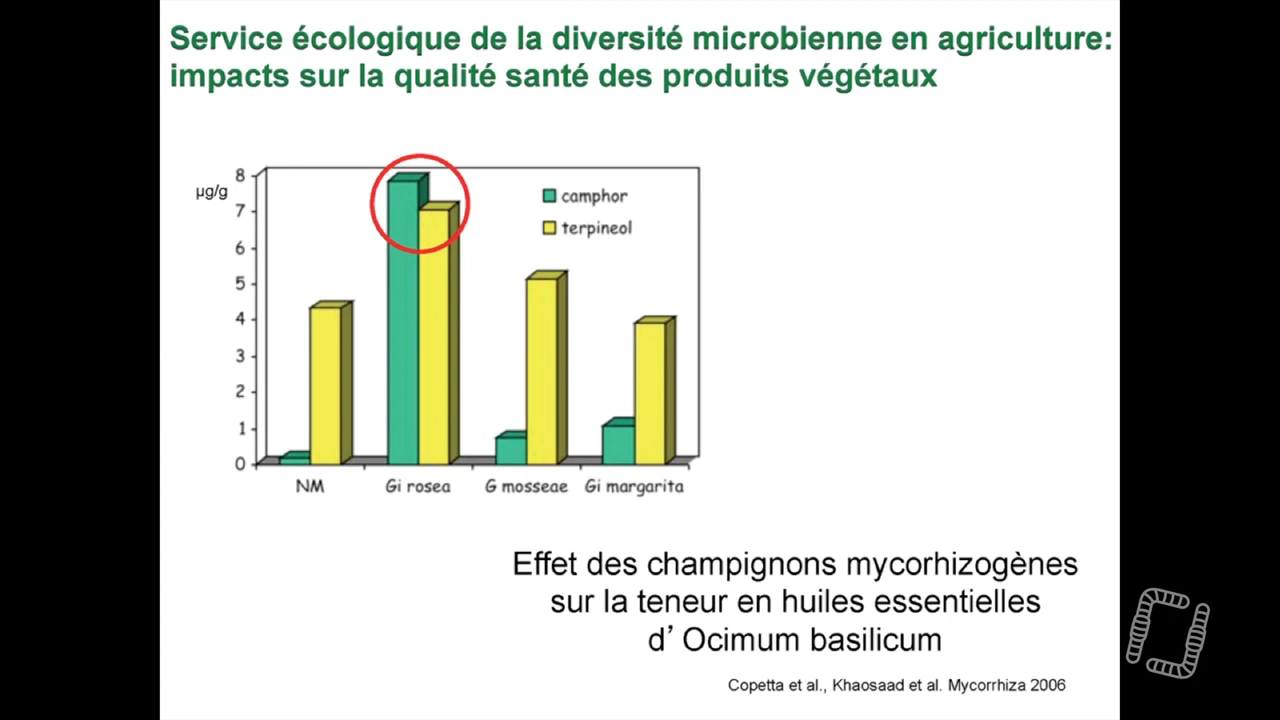 Service écologique de la diversité microbienne en agriculture:
impacts sur la qualité santé des produits végétaux
µg/g
8
7
6
5
4
3
2
1
0
camphor
terpineol
NM Gi rosea G mosseae Gi margarita
Effet des champignons mycorhizogènes
sur la teneur en huiles essentielles
d’ Ocimum basilicum
Copetta et al., Khaosaad et al. Mycorrhiza 2006